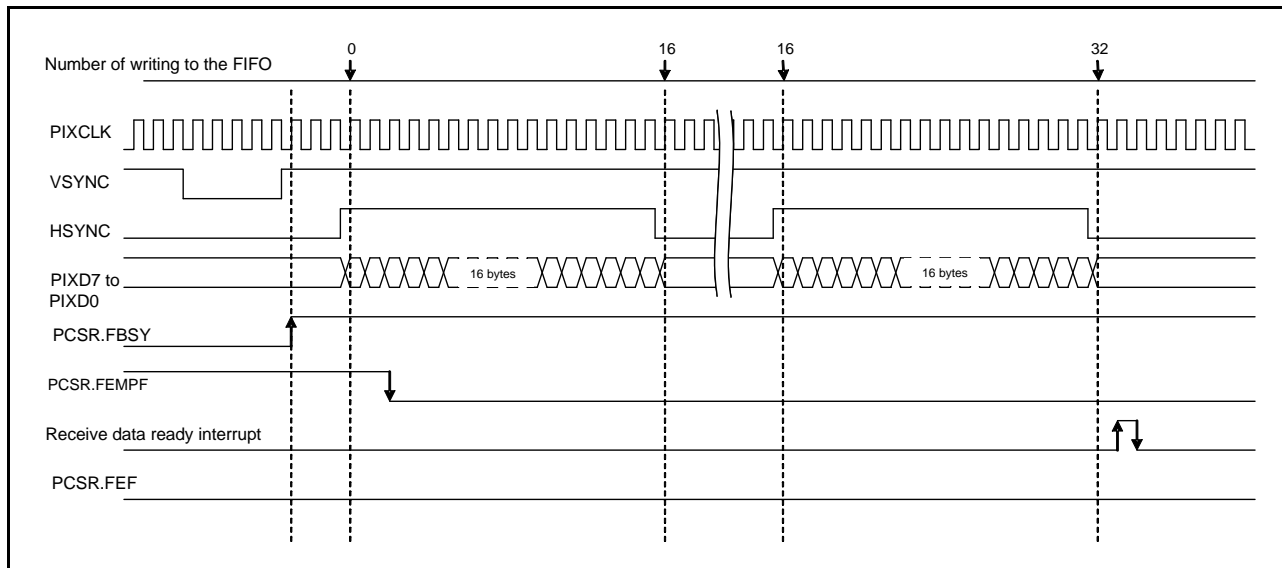 0 16 16 32
Number of writing to the FIFO
PIXCLK
VSYNC
HSYNC
PIXD7 to
PIXD0
16 bytes
16 bytes
PCSR.FBSY
PCSR.FEMPF
Receive data ready interrupt
PCSR.FEF